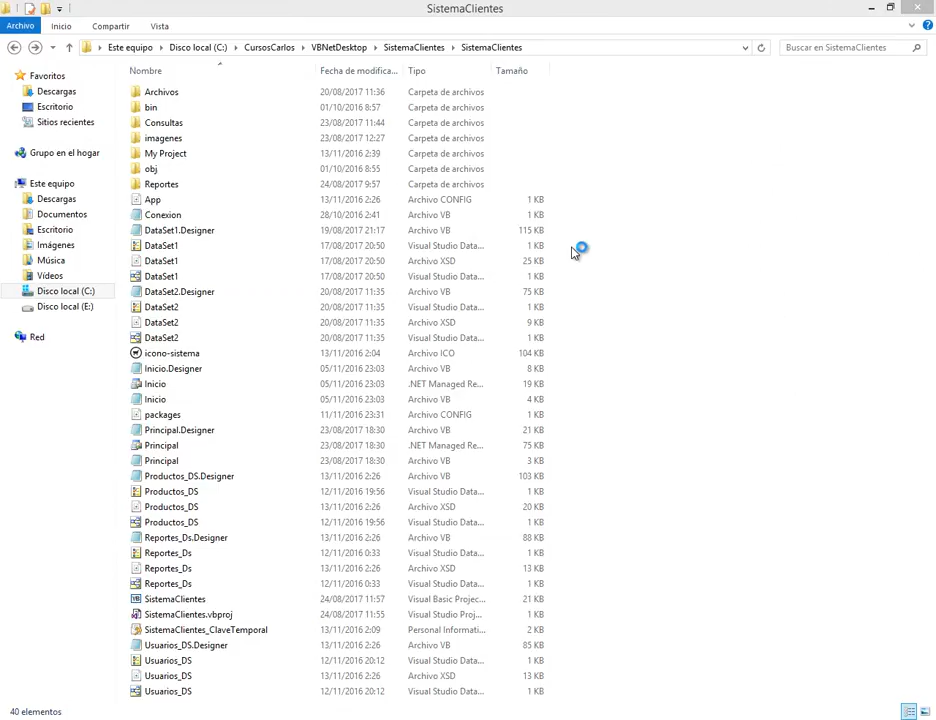 SistemaClientes
Archivo Inicio Compartir Vista
Este equipo Disco local (C:) CursosCarlos VBNetDesktop SistemaClientes SistemaClientes
Buscar en SistemaClientes
Nombre Fecha de modifica... Tipo Tamaño
Favoritos
Descargas
Escritorio
Sitios recientes
Grupo en el hogar
Este equipo
Descargas
Documentos
Escritorio
Imágenes
Música
Vídeos
Disco local (C:)
Disco local (E:)
Red
Archivos 20/08/2017 11:36 Carpeta de archivos
bin 01/10/2016 8:57 Carpeta de archivos
Consultas 23/08/2017 11:44 Carpeta de archivos
imagenes 23/08/2017 12:27 Carpeta de archivos
My Project 13/11/2016 2:39 Carpeta de archivos
obj 01/10/2016 8:55 Carpeta de archivos
Reportes 24/08/2017 9:57 Carpeta de archivos
App 13/11/2016 2:26 Archivo CONFIG 1 KB
Conexion 28/10/2016 2:41 Archivo VB 1 KB
DataSet1.Designer 19/08/2017 21:17 Archivo VB 115 KB
DataSet1 17/08/2017 20:50 Visual Studio Data... 1 KB
DataSet1 17/08/2017 20:50 Archivo XSD 25 KB
DataSet1 17/08/2017 20:50 Visual Studio Data... 1 KB
DataSet2.Designer 20/08/2017 11:35 Archivo VB 75 KB
DataSet2 20/08/2017 11:35 Visual Studio Data... 1 KB
DataSet2 20/08/2017 11:35 Archivo XSD 9 KB
DataSet2 20/08/2017 11:35 Visual Studio Data... 1 KB
icono-sistema 13/11/2016 2:04 Archivo ICO 104 KB
Inicio.Designer 05/11/2016 23:03 Archivo VB 8 KB
Inicio 05/11/2016 23:03 .NET Managed Re... 19 KB
Inicio 05/11/2016 23:03 Archivo VB 4 KB
packages 11/11/2016 23:31 Archivo CONFIG 1 KB
Principal.Designer 23/08/2017 18:30 Archivo VB 21 KB
Principal 23/08/2017 18:30 .NET Managed Re... 75 KB
Principal 23/08/2017 18:30 Archivo VB 3 KB
Productos_DS.Designer 13/11/2016 2:26 Archivo VB 103 KB
Productos_DS 12/11/2016 19:56 Visual Studio Data... 1 KB
Productos_DS 13/11/2016 2:26 Archivo XSD 20 KB
Productos_DS 12/11/2016 19:56 Visual Studio Data... 1 KB
Reportes_Ds.Designer 13/11/2016 2:26 Archivo VB 88 KB
Reportes_Ds 12/11/2016 0:33 Visual Studio Data... 1 KB
Reportes_Ds 13/11/2016 2:26 Archivo XSD 13 KB
Reportes_Ds 12/11/2016 0:33 Visual Studio Data... 1 KB
SistemaClientes 24/08/2017 11:57 Visual Basic Projec... 21 KB
SistemaClientes.vbproj 24/08/2017 11:55 Visual Studio Proj... 1 KB
SistemaClientes_ClaveTemporal 13/11/2016 2:09 Personal Informati... 2 KB
Usuarios_DS.Designer 13/11/2016 2:26 Archivo VB 85 KB
Usuarios_DS 12/11/2016 20:12 Visual Studio Data... 1 KB
Usuarios_DS 13/11/2016 2:26 Archivo XSD 13 KB
Usuarios_DS 12/11/2016 20:12 Visual Studio Data... 1 KB
40 elementos